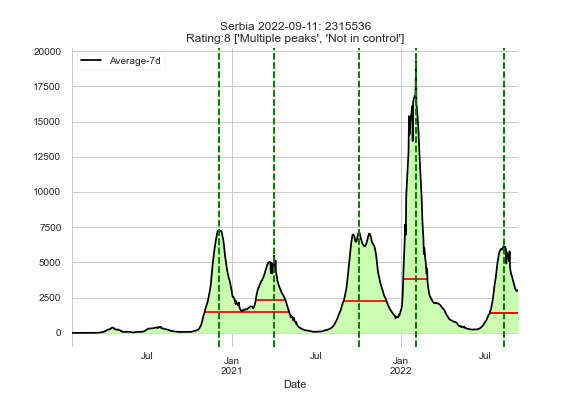 Serbia 2022-09-11: 2315536
Rating:8 ['Multiple peaks', 'Not in control']
Average-7d
20000
17500
15000
12500
10000
7500
5000
2500
0
Jul
Jan
2021
Jul
Jan
2022
Jul
Date